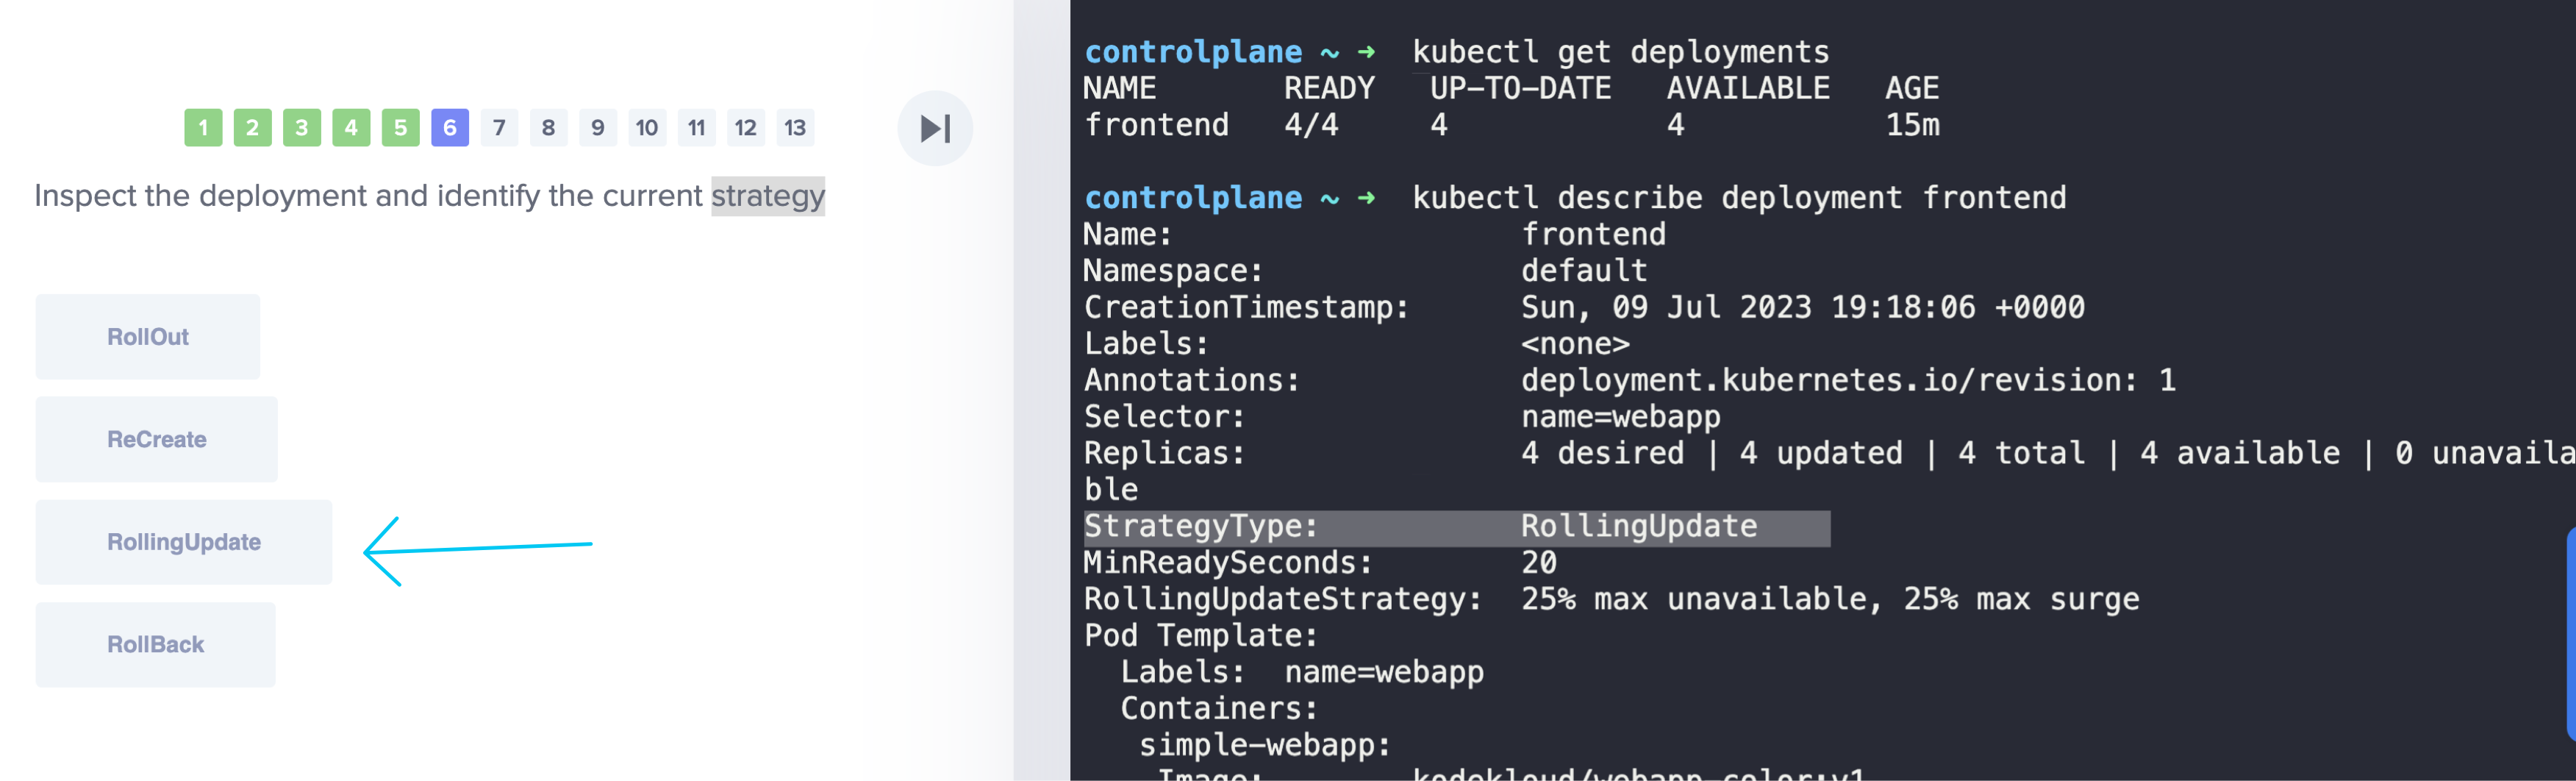 1 2 3 4 5 6 7 8 9 10 11 12 13
Inspect the deployment and identify the current strategy
RollOut
ReCreate
RollingUpdate
RollBack
controlplane ~ ➜  kubectl get deployments
NAME       READY   UP-TO-DATE   AVAILABLE   AGE
frontend   4/4     4            4           15m
controlplane ~ ➜  kubectl describe deployment frontend
Name:                   frontend
Namespace:              default
CreationTimestamp:      Sun, 09 Jul 2023 19:18:06 +0000
Labels:                 <none>
Annotations:            deployment.kubernetes.io/revision: 1
Selector:               name=webapp
Replicas:               4 desired | 4 updated | 4 total | 4 available | 0 unavaila
ble
StrategyType:           RollingUpdate
MinReadySeconds:        20
RollingUpdateStrategy:  25% max unavailable, 25% max surge
Pod Template:
  Labels:  name=webapp
  Containers:
   simple-webapp:
    Image:        kodekloud/webapp-color:v1